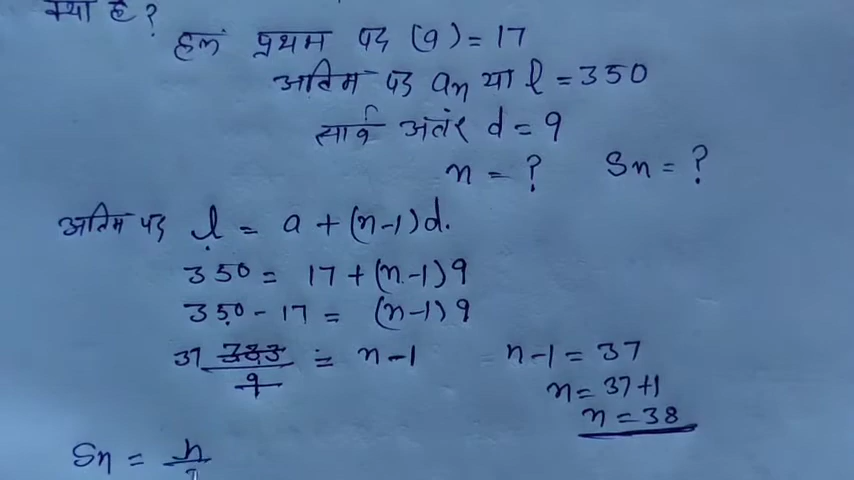 क्या है?
हल प्रथम पद (a) = 17
अंतिम पद an या l = 350
सार्व अंतर d = 9
n = ? Sn = ?
अंतिम पद l = a + (n-1)d.
350 = 17 + (n-1)9
350 - 17 = (n-1)9
37 333/9 = n-1 n-1 = 37
n = 37+1
n = 38
Sn = n/2